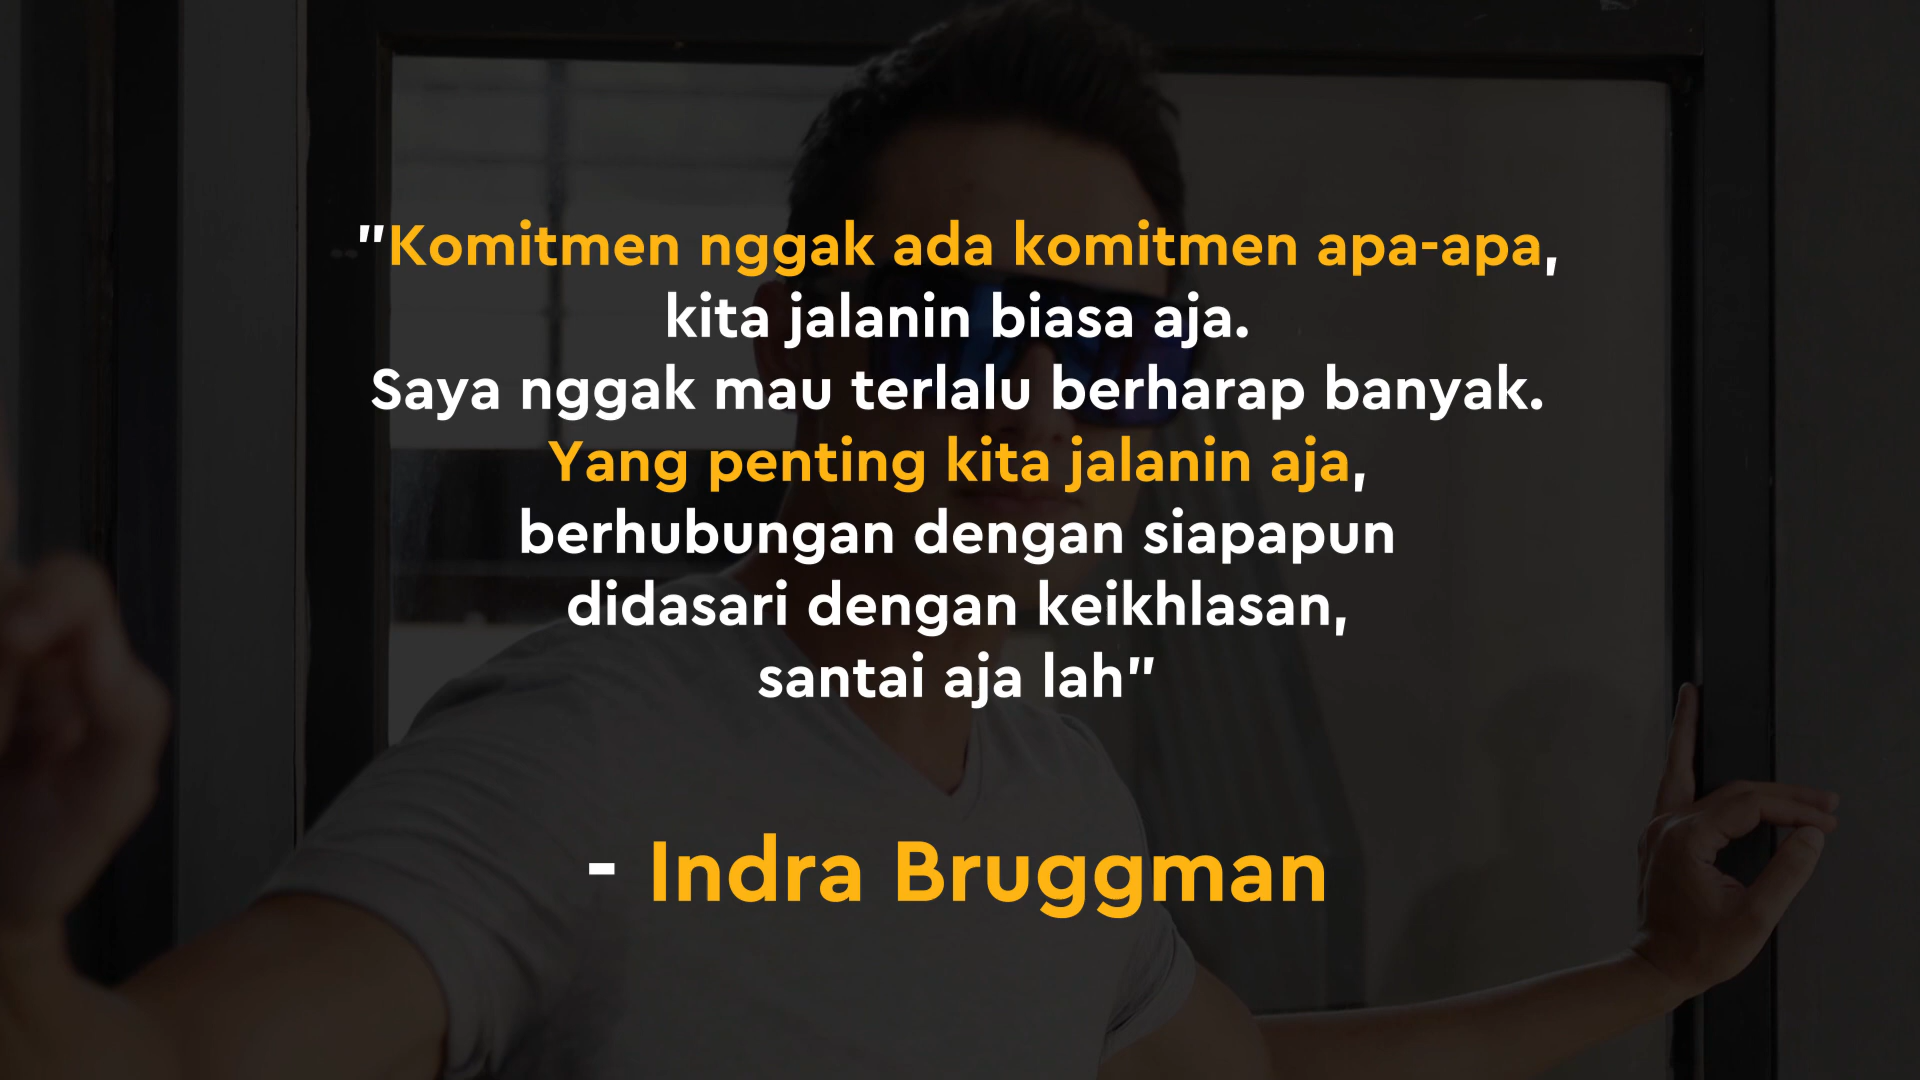 "Komitmen nggak ada komitmen apa-apa,
kita jalanin biasa aja.
Saya nggak mau terlalu berharap banyak.
Yang penting kita jalanin aja,
berhubungan dengan siapapun
didasari dengan keikhlasan,
santai aja lah"
- Indra Bruggman